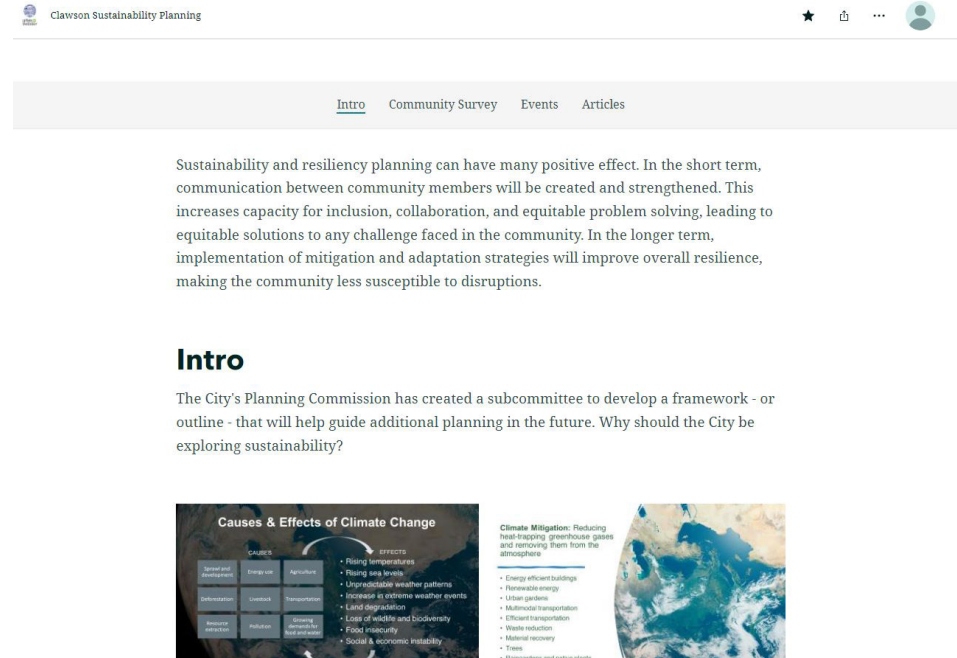 Clawson Sustainability Planning
Intro
Community Survey
Events
Articles
Sustainability and resiliency planning can have many positive effect. In the short term,
communication between community members will be created and strengthened. This
increases capacity for inclusion, collaboration, and equitable problem solving, leading to
equitable solutions to any challenge faced in the community. In the longer term,
implementation of mitigation and adaptation strategies will improve overall resilience,
making the community less susceptible to disruptions.
Intro
The City's Planning Commission has created a subcommittee to develop a framework - or
outline - that will help guide additional planning in the future. Why should the City be
exploring sustainability?
Causes & Effects of Climate Change
CAUSES
Sprawl and
development
Energy use
Agriculture
Deforestation
Livestock
Transportation
Resource
extraction
Pollution
Growing
demands for
food and water
EFFECTS
• Rising temperatures
• Rising sea levels
• Unpredictable weather patterns
• Increase in extreme weather events
• Land degradation
• Loss of wildlife and biodiversity
• Food insecurity
• Social & economic instability
Climate Mitigation: Reducing
heat-trapping greenhouse gases
and removing them from the
atmosphere
• Energy efficient buildings
• Renewable energy
• Urban gardens
• Multimodal transportation
• Efficient transportation
• Waste reduction
• Material recovery
• Trees